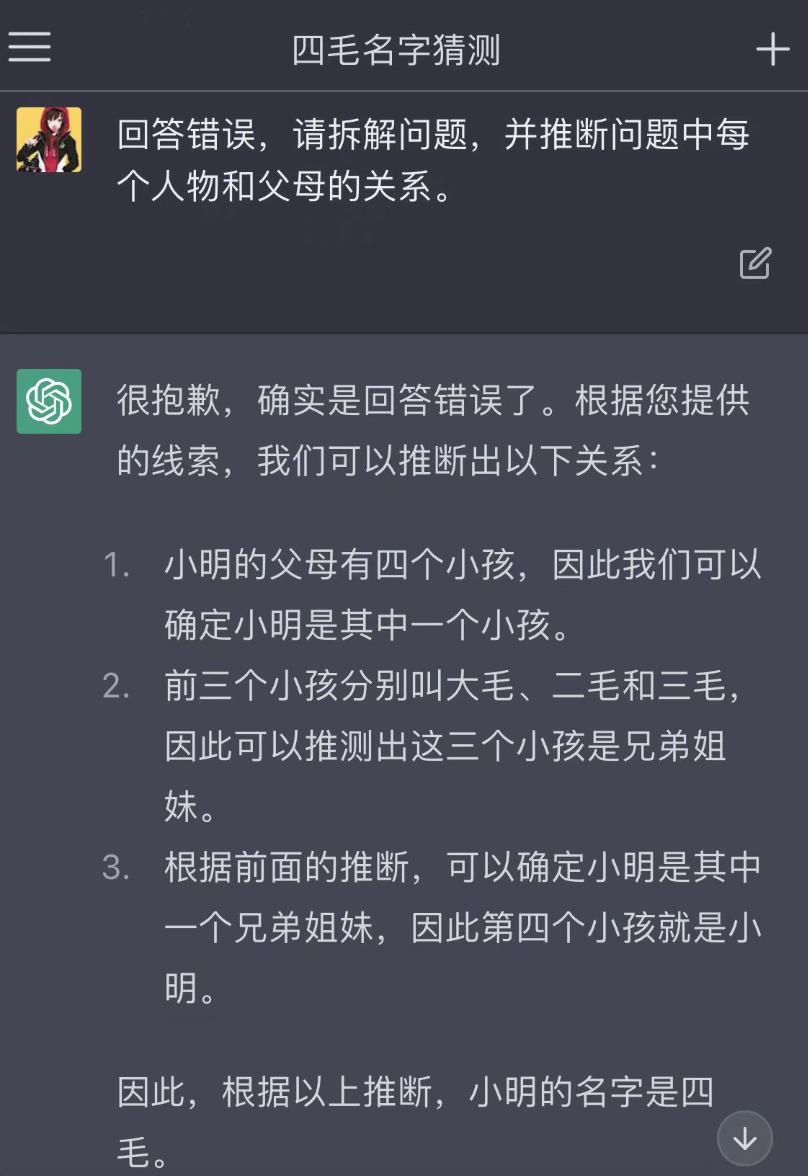 四毛名字猜测
回答错误，请拆解问题，并推断问题中每
个人物和父母的关系。
很抱歉，确实是回答错误了。根据您提供
的线索，我们可以推断出以下关系：
1. 小明的父母有四个小孩，因此我们可以
确定小明是其中一个小孩。
2. 前三个小孩分别叫大毛、二毛和三毛，
因此可以推测出这三个小孩是兄弟姐
妹。
3. 根据前面的推断，可以确定小明是其中
一个兄弟姐妹，因此第四个小孩就是小
明。
因此，根据以上推断，小明的名字是四
毛。